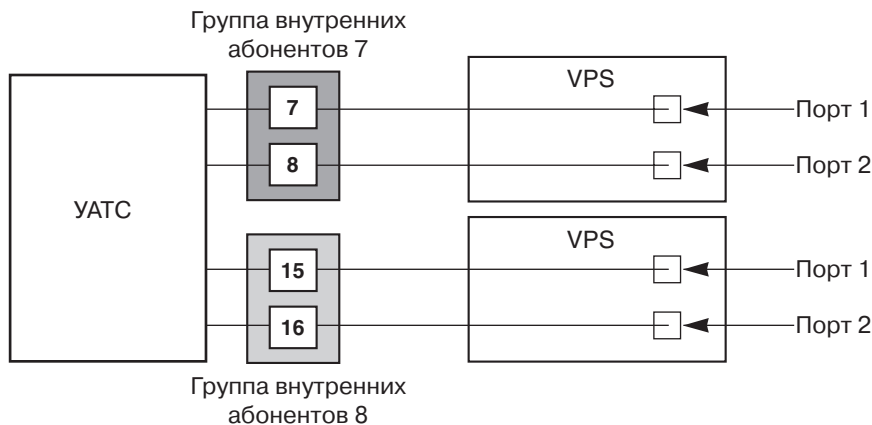 Группа внутренних
абонентов 7
VPS
7
Порт 1
8
Порт 2
УАТС
VPS
15
Порт 1
16
Порт 2
Группа внутренних
абонентов 8